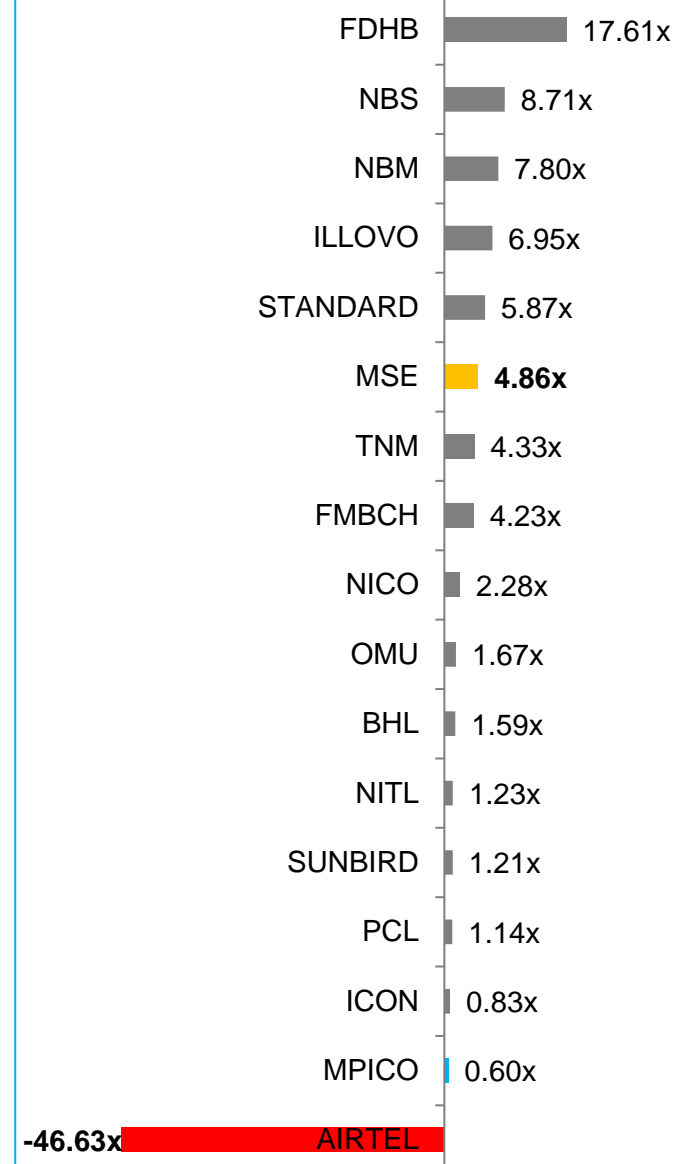 FDHB 17.61x
NBS 8.71x
NBM 7.80x
ILLOVO 6.95x
STANDARD 5.87x
MSE 4.86x
TNM 4.33x
FMBCH 4.23x
NICO 2.28x
OMU 1.67x
BHL 1.59x
NITL 1.23x
SUNBIRD 1.21x
PCL 1.14x
ICON 0.83x
MPICO 0.60x
-46.63x AIRTEL